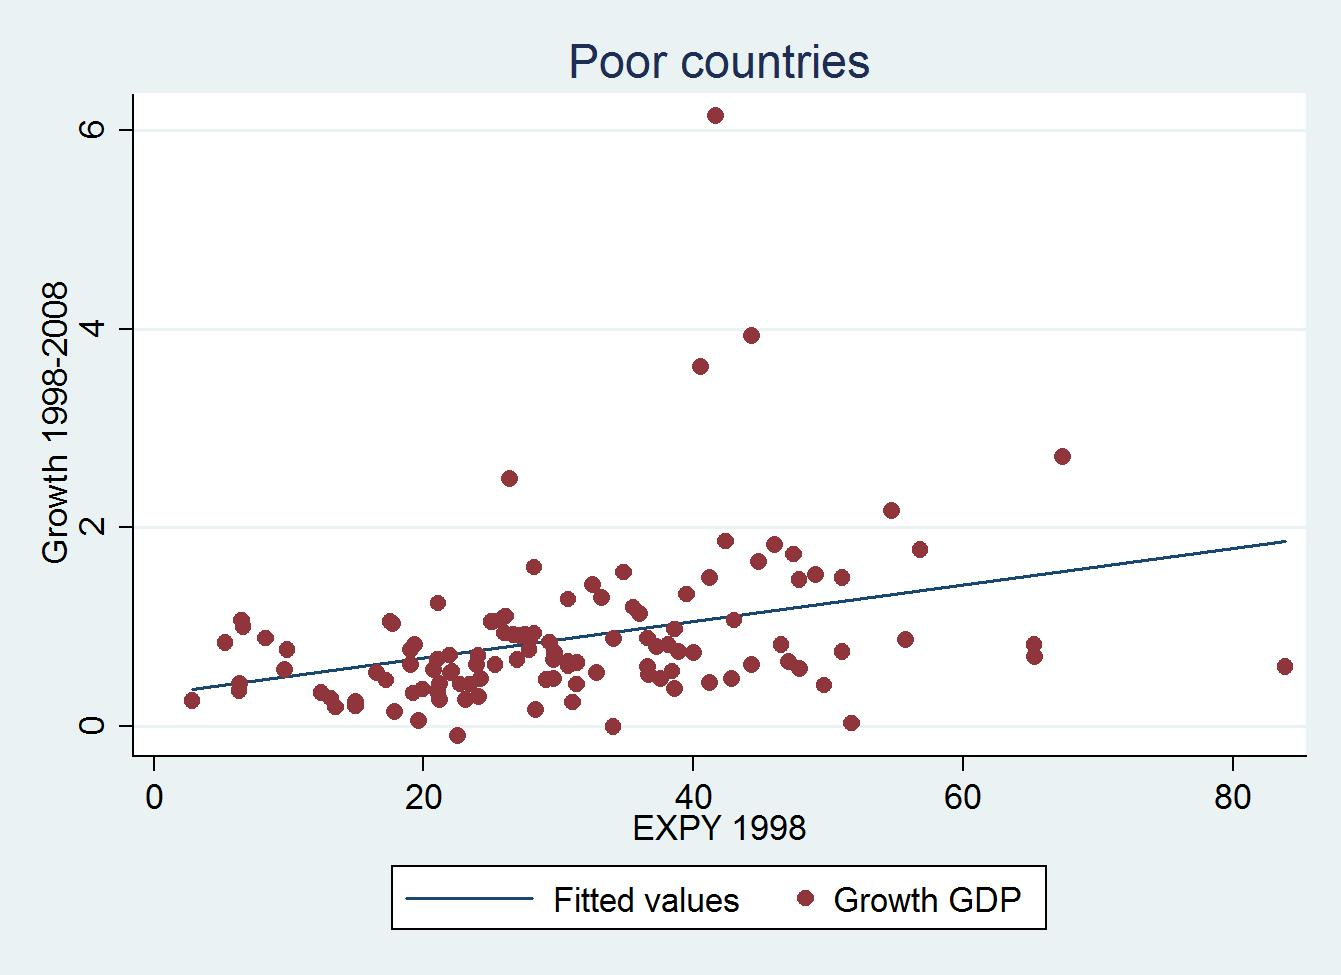 Poor countries
Growth 1998-2008
6
4
2
0
0 20 40 60 80
EXPY 1998
Fitted values Growth GDP